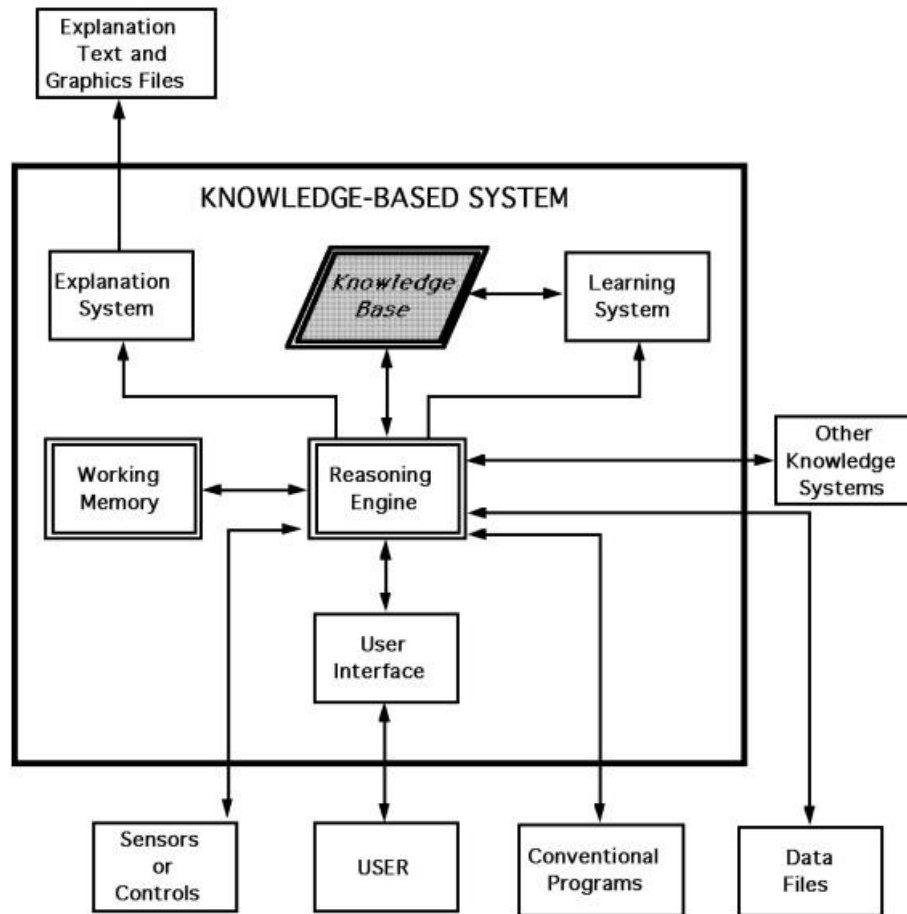 Explanation
Text and
Graphics Files
KNOWLEDGE-BASED SYSTEM
Explanation
System
Knowledge
Base
Learning
System
Working
Memory
Reasoning
Engine
Other
Knowledge
Systems
User
Interface
Sensors
or
Controls
USER
Conventional
Programs
Data
Files